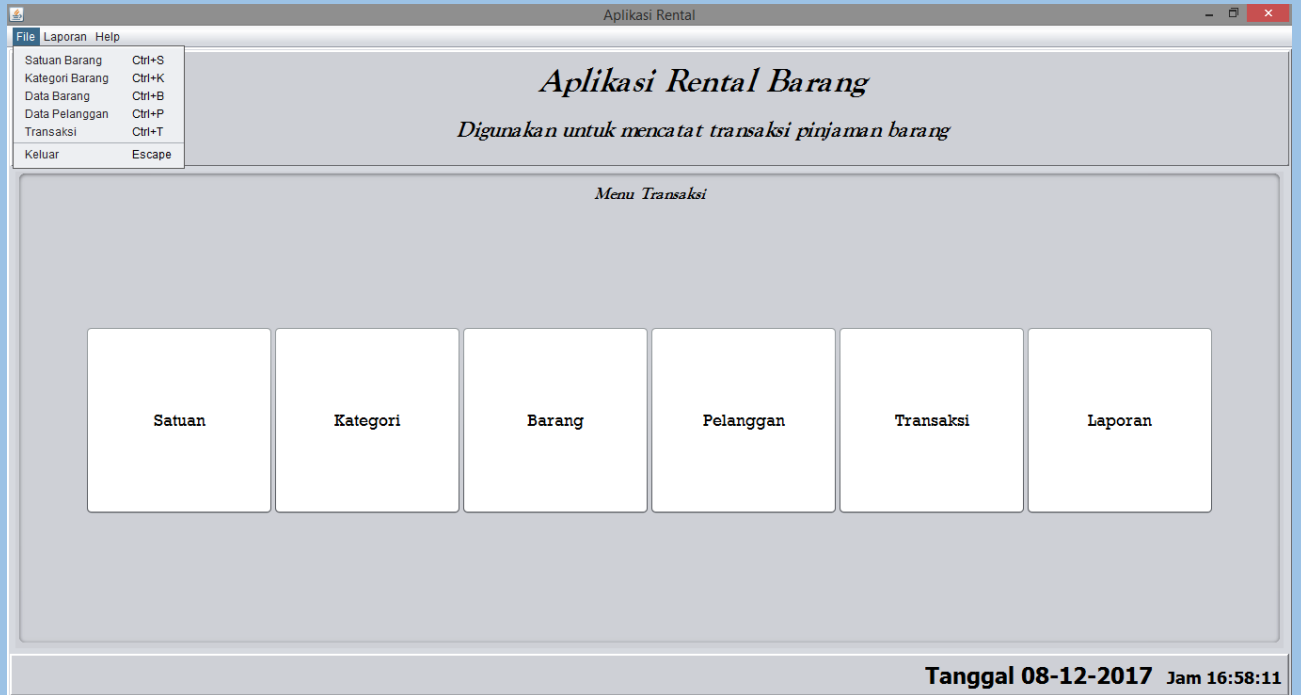 Aplikasi Rental
File Laporan Help
Satuan Barang Ctrl+S
Kategori Barang Ctrl+K
Data Barang Ctrl+B
Data Pelanggan Ctrl+P
Transaksi Ctrl+T
Keluar Escape
Aplikasi Rental Barang
Digunakan untuk mencatat transaksi pinjaman barang
Menu Transaksi
Satuan Kategori Barang Pelanggan Transaksi Laporan
Tanggal 08-12-2017 Jam 16:58:11